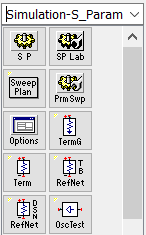 Simulation-S_Param
S P
SP Lab
Sweep
Plan
PrmSwp
Options
TermG
Term
T
B
RefNet
D
Z
N
RefNet
OscTest